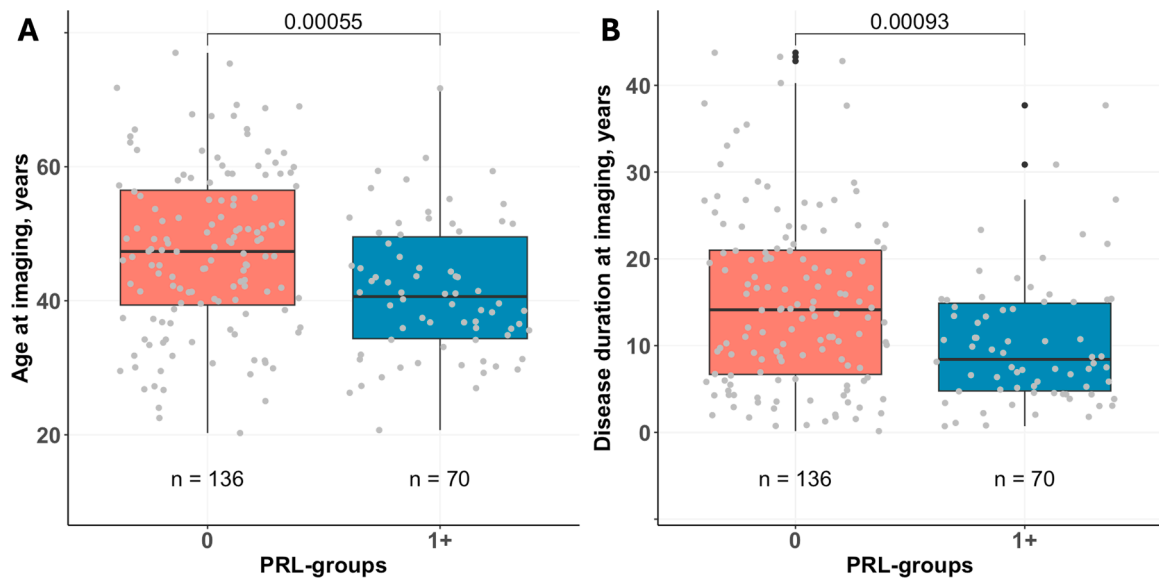 A
0.00055
Age at imaging, years
60
40
20
n = 136
n = 70
0
1+
PRL-groups
B
0.00093
Disease duration at imaging, years
40
30
20
10
0
n = 136
n = 70
0
1+
PRL-groups